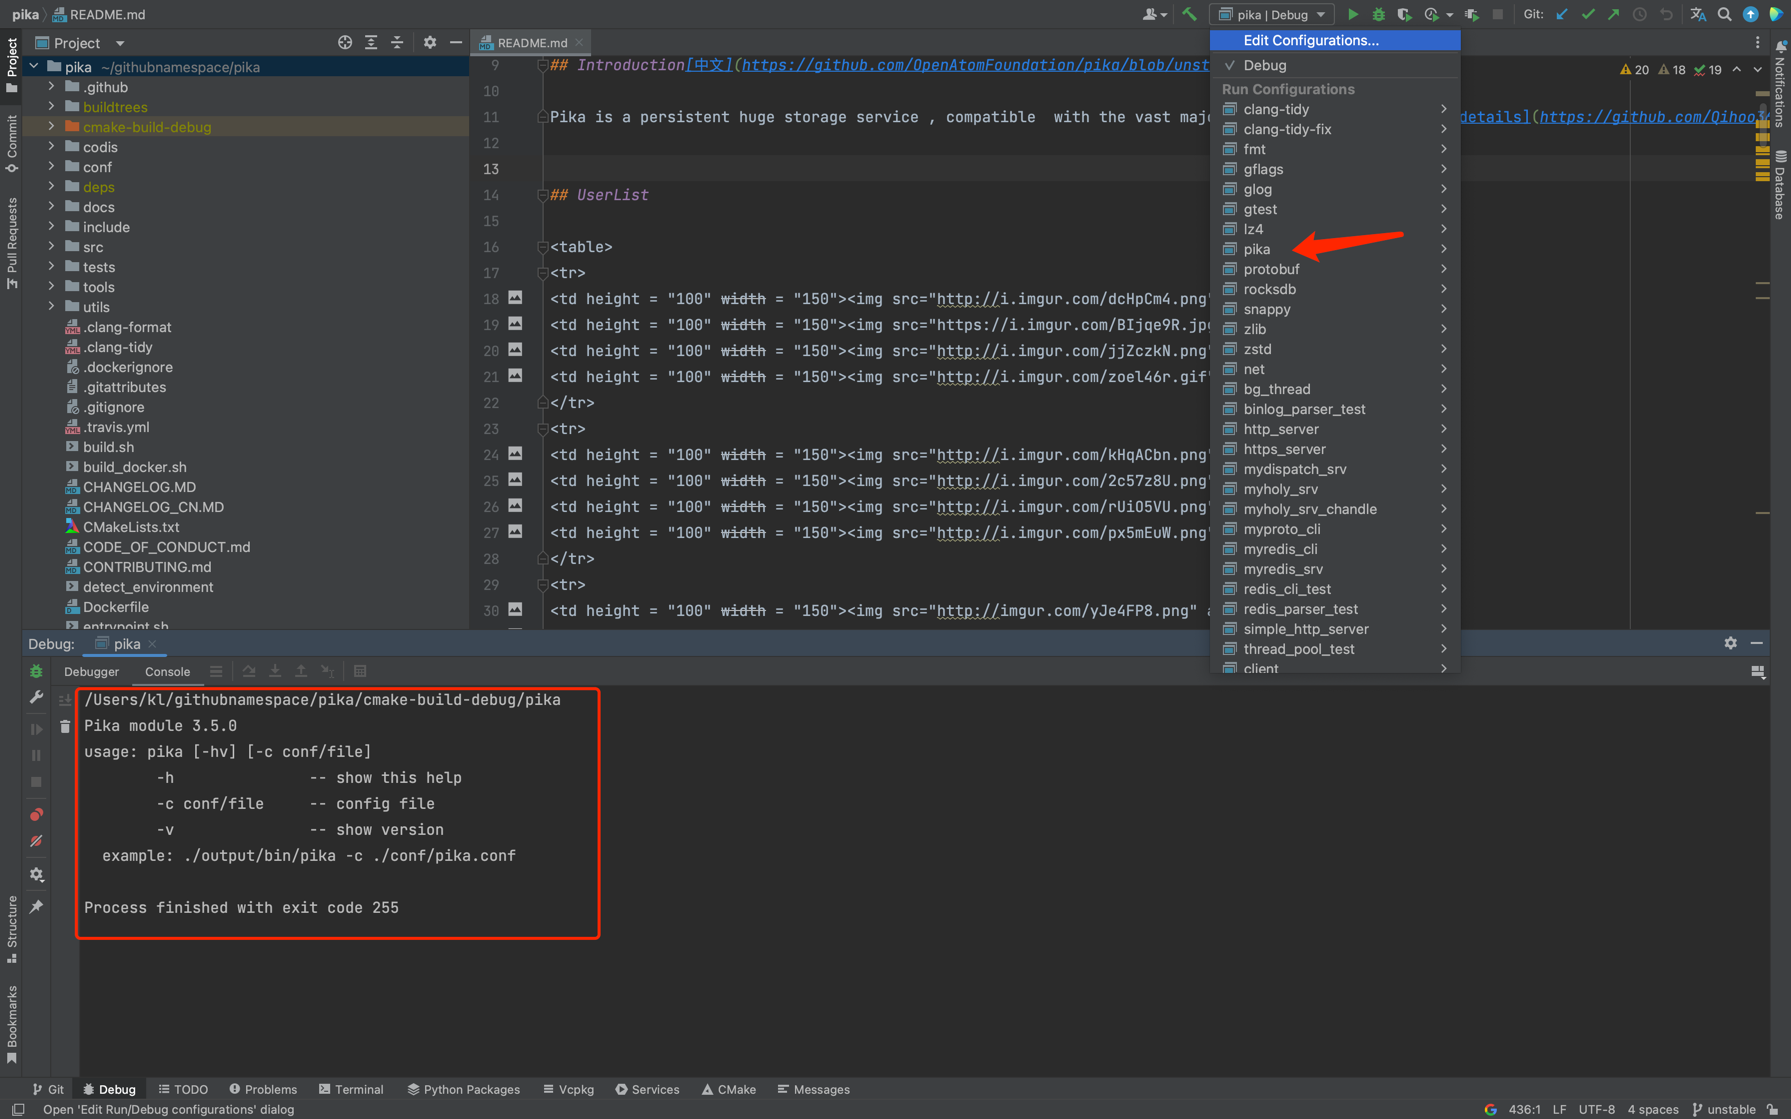 pika
README.md
pika | Debug
Git:
Project
README.md
Edit Configurations...
Debug
Run Configurations
clang-tidy
clang-tidy-fix
fmt
gflags
glog
gtest
lz4
pika
protobuf
rocksdb
snappy
zlib
zstd
net
bg_thread
binlog_parser_test
http_server
https_server
mydispatch_srv
myholy_srv
myholy_srv_chandle
myproto_cli
myredis_cli
myredis_srv
redis_cli_test
redis_parser_test
simple_http_server
thread_pool_test
client
20 18 19
Project
Commit
Pull Requests
Structure
Bookmarks
Notifications
Database
pika ~/githubnamespace/pika
.github
buildtrees
cmake-build-debug
codis
conf
deps
docs
include
src
tests
tools
utils
.clang-format
.clang-tidy
.dockerignore
.gitattributes
.gitignore
.travis.yml
build.sh
build_docker.sh
CHANGELOG.MD
CHANGELOG_CN.MD
CMakeLists.txt
CODE_OF_CONDUCT.md
CONTRIBUTING.md
detect_environment
Dockerfile
entrypoint.sh
9 ## Introduction[中文](https://github.com/OpenAtomFoundation/pika/blob/unst
10
11 Pika is a persistent huge storage service , compatible  with the vast maj details](https://github.com/Qihoo3
12
13
14 ## UserList
15
16 <table>
17 <tr>
18 <td height = "100" width = "150"><img src="http://i.imgur.com/dcHpCm4.png"
19 <td height = "100" width = "150"><img src="https://i.imgur.com/BIjqe9R.jpg
20 <td height = "100" width = "150"><img src="http://i.imgur.com/jjZczkN.png"
21 <td height = "100" width = "150"><img src="http://i.imgur.com/zoel46r.gif"
22 </tr>
23 <tr>
24 <td height = "100" width = "150"><img src="http://i.imgur.com/kHqACbn.png"
25 <td height = "100" width = "150"><img src="http://i.imgur.com/2c57z8U.png"
26 <td height = "100" width = "150"><img src="http://i.imgur.com/rUiO5VU.png"
27 <td height = "100" width = "150"><img src="http://i.imgur.com/px5mEuW.png"
28 </tr>
29 <tr>
30 <td height = "100" width = "150"><img src="http://imgur.com/yJe4FP8.png" a
Debug: pika
Debugger Console
/Users/kl/githubnamespace/pika/cmake-build-debug/pika
Pika module 3.5.0
usage: pika [-hv] [-c conf/file]
-h -- show this help
-c conf/file -- config file
-v -- show version
example: ./output/bin/pika -c ./conf/pika.conf
Process finished with exit code 255
Git Debug TODO Problems Terminal Python Packages Vcpkg Services CMake Messages
Open 'Edit Run/Debug configurations' dialog
436:1 LF UTF-8 4 spaces unstable